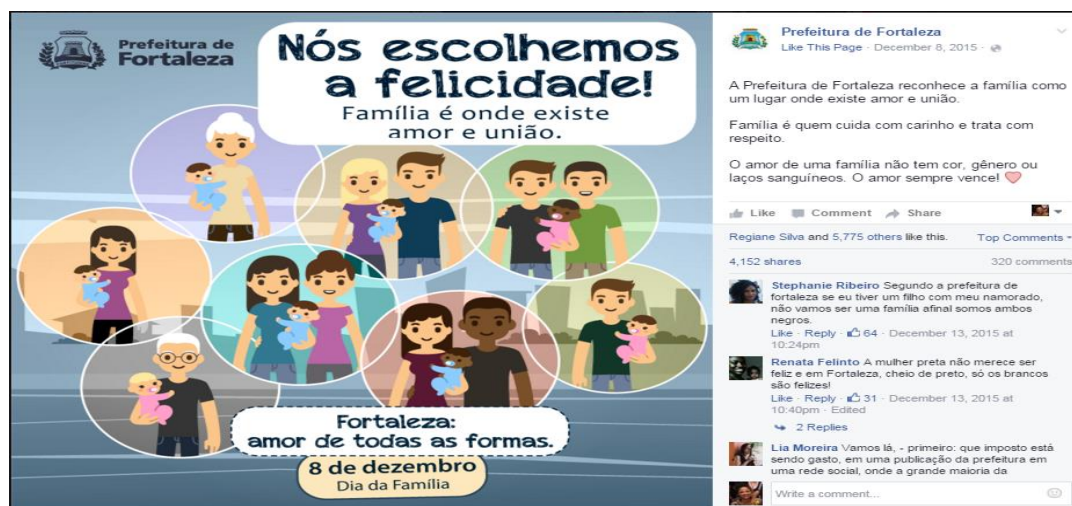 Prefeitura de
Fortaleza
Nós escolhemos
a felicidade!
Família é onde existe
amor e união.
Fortaleza:
amor de todas as formas.
8 de dezembro
Dia da Família
Prefeitura de Fortaleza
Like This Page · December 8, 2015 ·
A Prefeitura de Fortaleza reconhece a família como
um lugar onde existe amor e união.
Família é quem cuida com carinho e trata com
respeito.
O amor de uma família não tem cor, gênero ou
laços sanguíneos. O amor sempre vence!
Like Comment Share
Regiane Silva and 5,775 others like this. Top Comments
4,152 shares 320 comments
Stephanie Ribeiro Segundo a prefeitura de
fortaleza se eu tiver um filho com meu namorado,
não vamos ser uma família afinal somos ambos
negros.
Like · Reply · 64 · December 13, 2015 at
10:24pm
Renata Felinto A mulher preta não merece ser
feliz e em Fortaleza, cheio de preto, só os brancos
são felizes!
Like · Reply · 31 · December 13, 2015 at
10:40pm · Edited
2 Replies
Lia Moreira Vamos lá, - primeiro: que imposto está
sendo gasto, em uma publicação da prefeitura em
uma rede social, onde a grande maioria da
Write a comment...